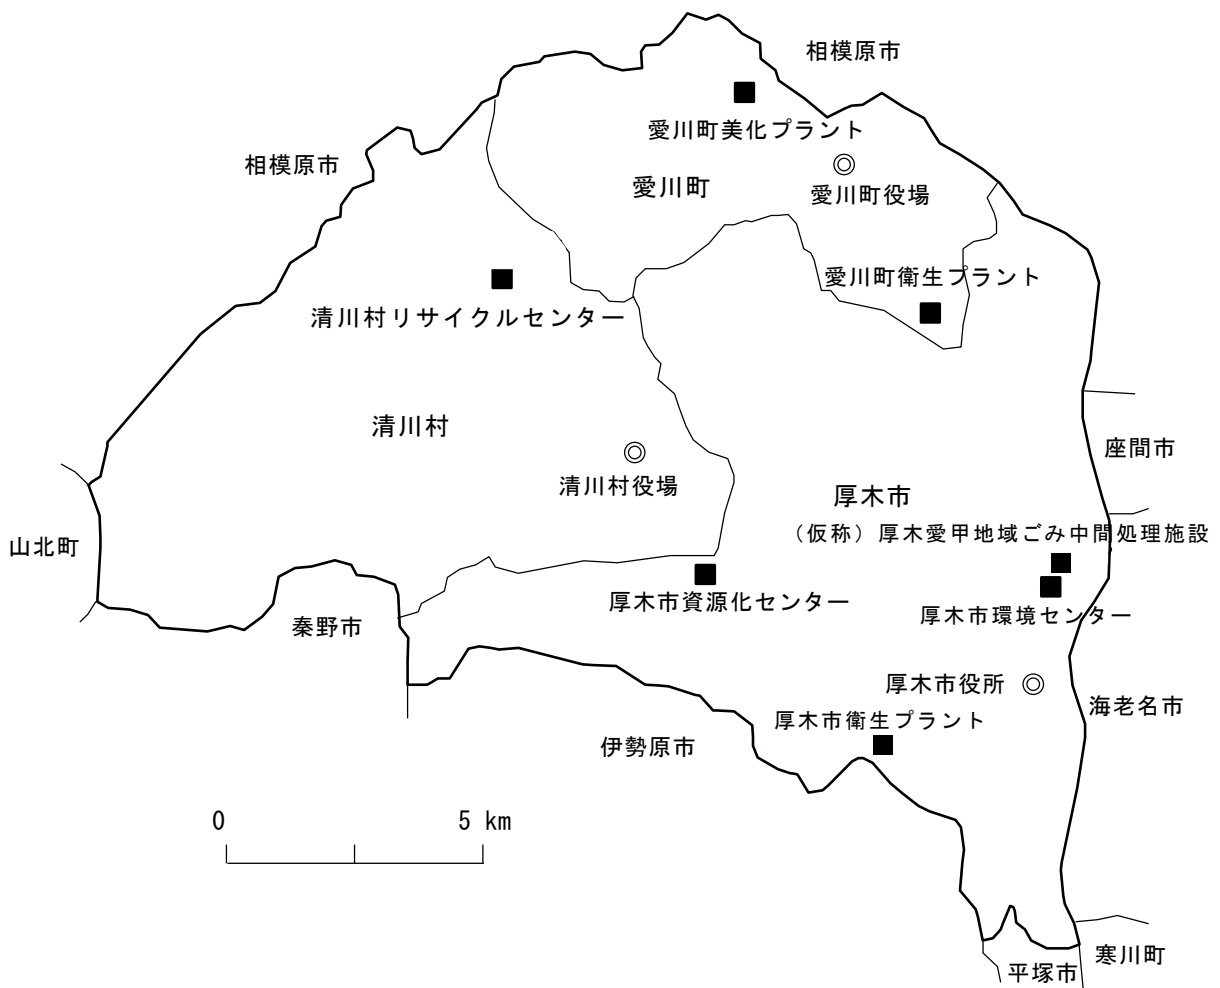 相模原市
愛川町美化プラント
相模原市
愛川町
愛川町役場
愛川町衛生プラント
清川村リサイクルセンター
清川村
座間市
清川村役場
厚木市
(仮称)厚木愛甲地域ごみ中間処理施設
山北町
厚木市資源化センター
厚木市環境センター
秦野市
厚木市役所
海老名市
厚木市衛生プラント
伊勢原市
0 5 km
寒川町
平塚市